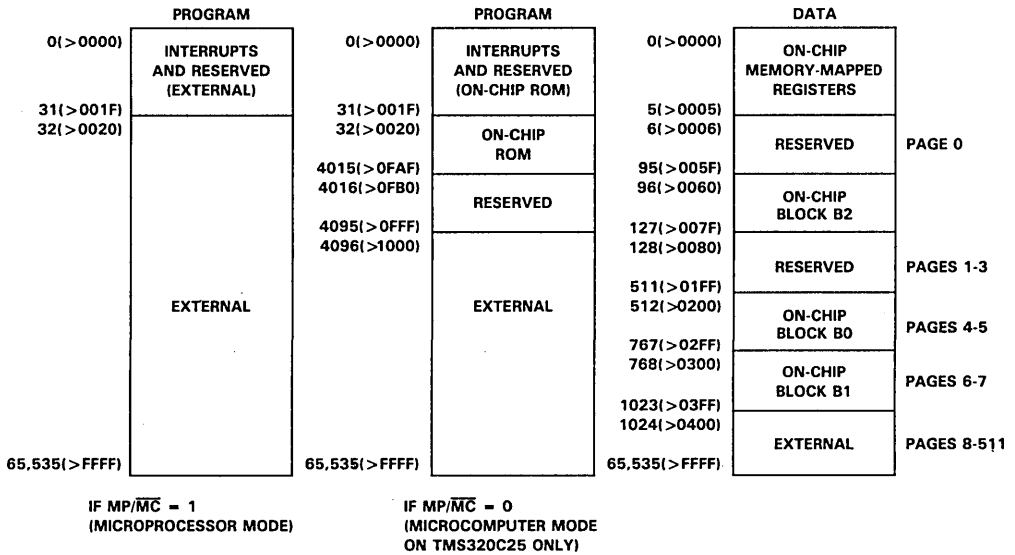 PROGRAM
0(>0000)
INTERRUPTS
AND RESERVED
(EXTERNAL)
31(>001F)
32(>0020)
EXTERNAL
65,535(>FFFF)
IF MP/M̅C̅ = 1
(MICROPROCESSOR MODE)
PROGRAM
0(>0000)
INTERRUPTS
AND RESERVED
(ON-CHIP ROM)
31(>001F)
32(>0020)
ON-CHIP
ROM
4015(>0FAF)
4016(>0FB0)
RESERVED
4095(>0FFF)
4096(>1000)
EXTERNAL
65,535(>FFFF)
IF MP/M̅C̅ = 0
(MICROCOMPUTER MODE
ON TMS320C25 ONLY)
DATA
0(>0000)
ON-CHIP
MEMORY-MAPPED
REGISTERS
5(>0005)
6(>0006)
RESERVED
PAGE 0
95(>005F)
96(>0060)
ON-CHIP
BLOCK B2
127(>007F)
128(>0080)
RESERVED
PAGES 1-3
511(>01FF)
512(>0200)
ON-CHIP
BLOCK B0
PAGES 4-5
767(>02FF)
768(>0300)
ON-CHIP
BLOCK B1
PAGES 6-7
1023(>03FF)
1024(>0400)
EXTERNAL
PAGES 8-511
65,535(>FFFF)